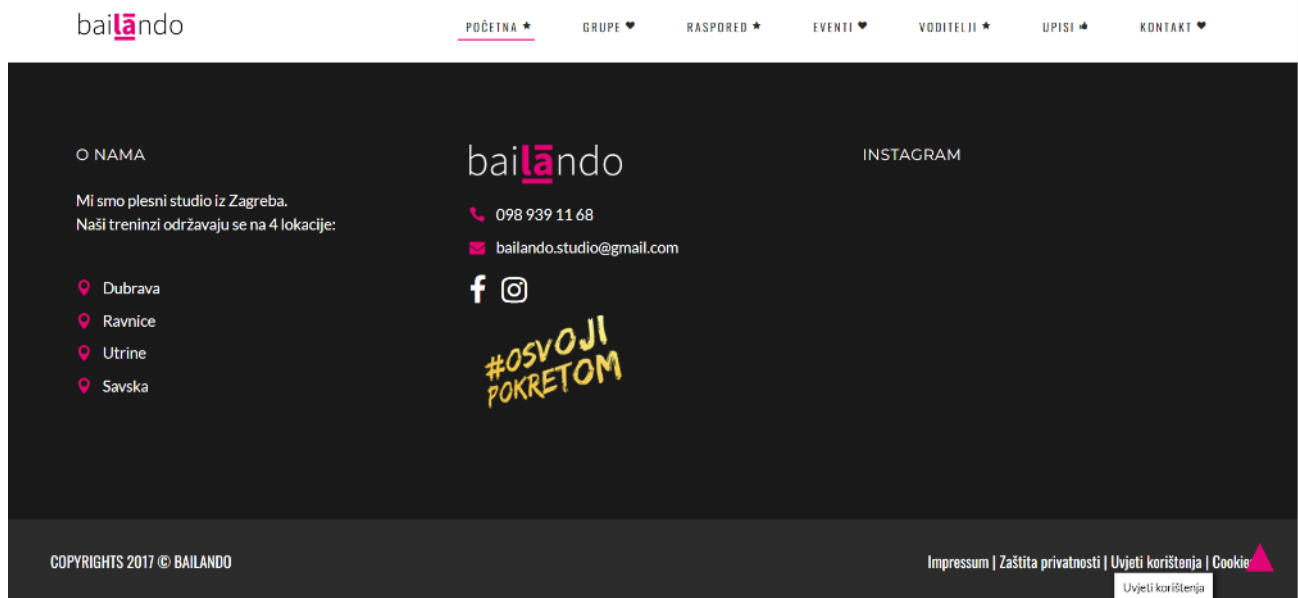 bailando
POČETNA GRUPE RASPORED EVENTI VODITELJI UPISI KONTAKT
O NAMA
Mi smo plesni studio iz Zagreba.
Naši treninzi održavaju se na 4 lokacije:
Dubrava
Ravnice
Utrine
Savska
bailando
098 939 11 68
bailando.studio@gmail.com
#OSVOJI
POKRETOM
INSTAGRAM
COPYRIGHTS 2017 © BAILANDO
Impressum | Zaštita privatnosti | Uvjeti korištenja |
Uvjeti korištenja